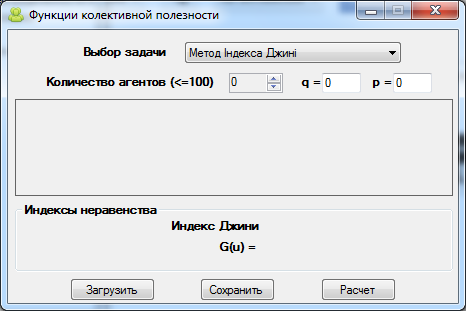 Функции колективной полезности
Выбор задачи Метод Індекса Джині
Количество агентов (<=100) 0 q = 0 p = 0
Индексы неравенства
Индекс Джини
G(u) =
Загрузить Сохранить Расчет